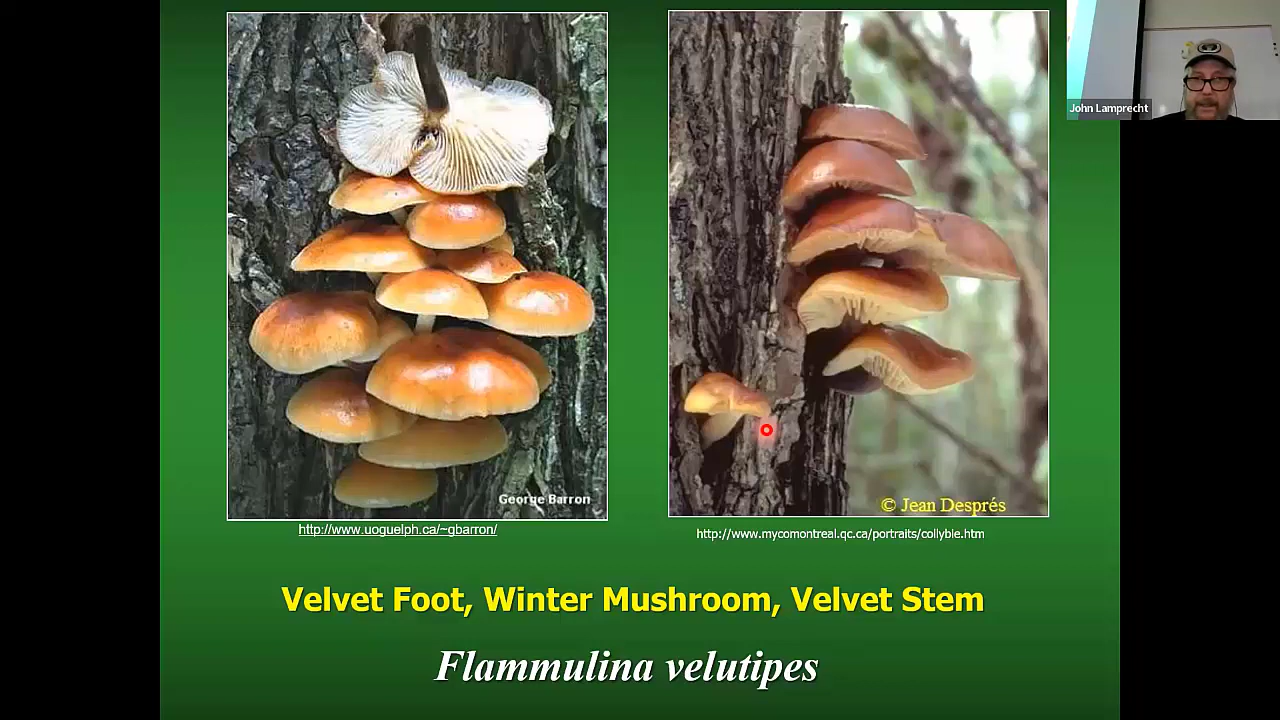 John Lamprecht
George Barron
© Jean Després
http://www.uoguelph.ca/~gbarron/
http://www.mycomontreal.qc.ca/portraits/collybie.htm
Velvet Foot, Winter Mushroom, Velvet Stem
Flammulina velutipes